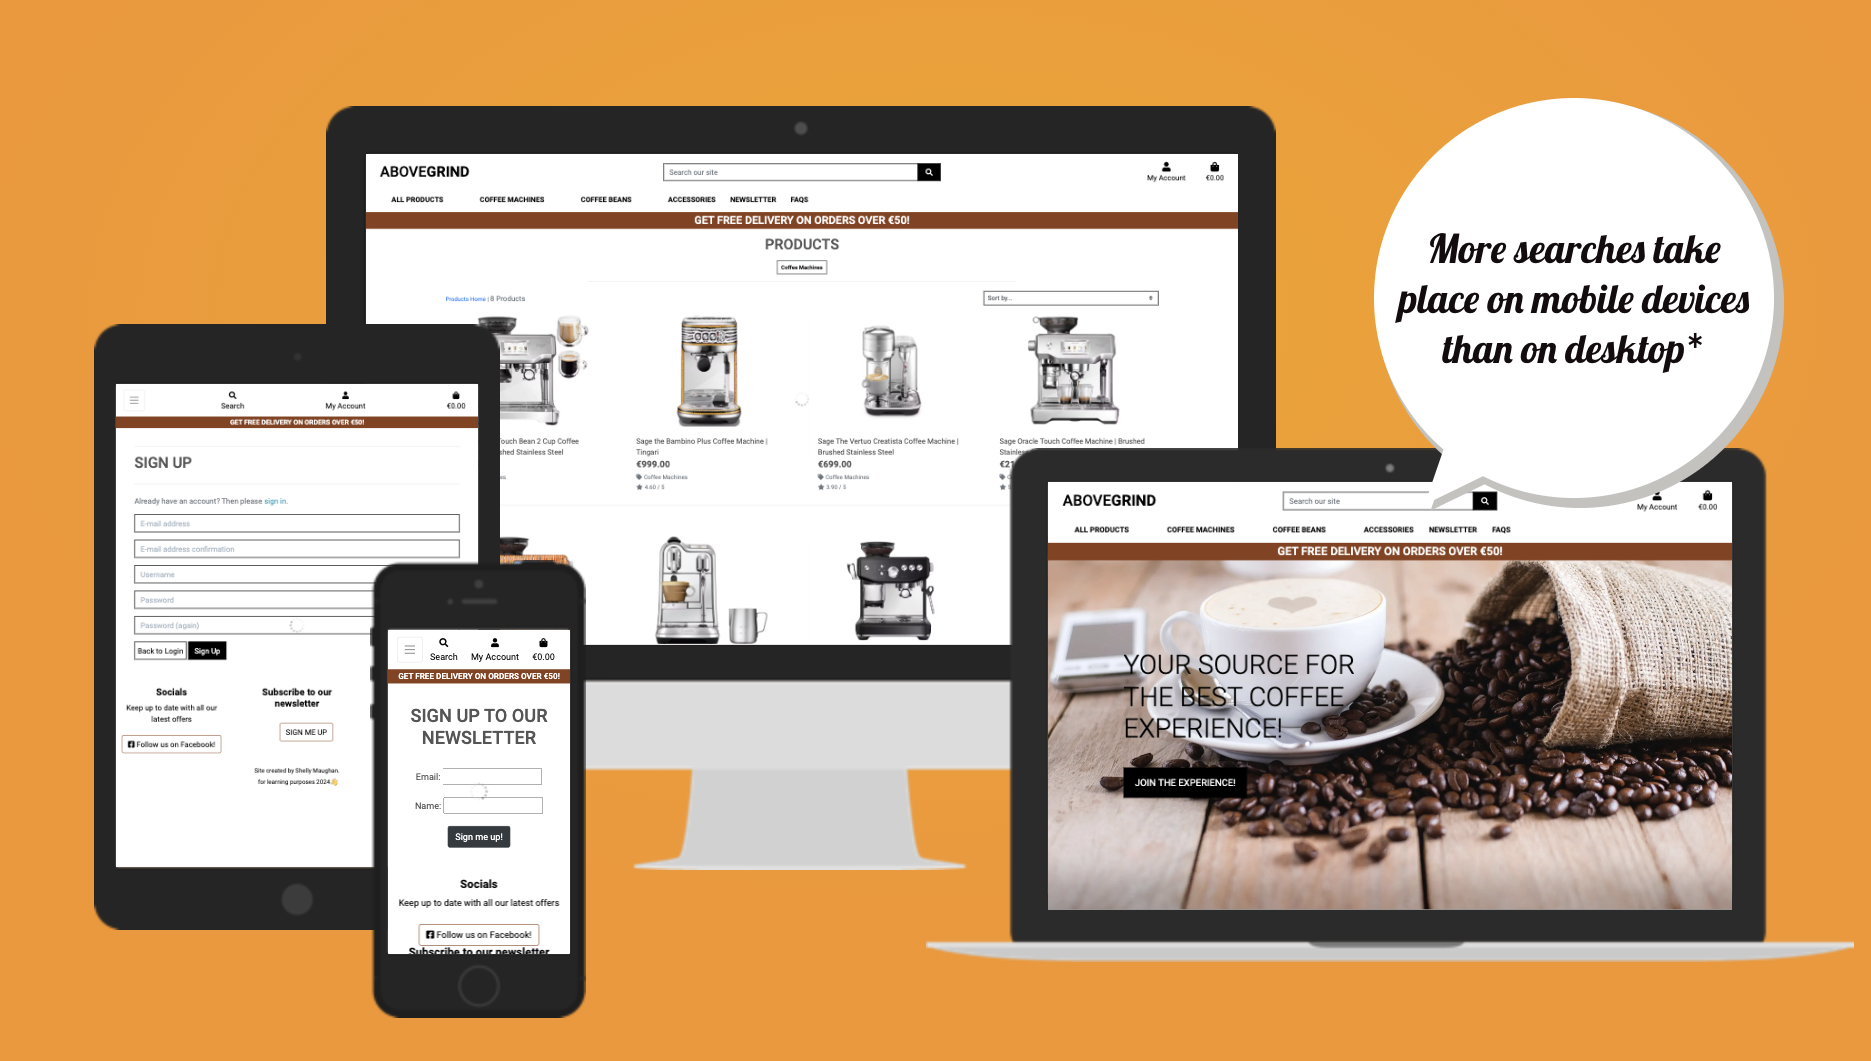 ABOVEGRIND
Search our site
My Account
€0.00
ALL PRODUCTS COFFEE MACHINES COFFEE BEANS ACCESSORIES NEWSLETTER FAQS
GET FREE DELIVERY ON ORDERS OVER €50!
PRODUCTS
Coffee Machines
Products Home | 8 Products
Sort by...
Touch Bean 2 Cup Coffee
shed Stainless Steel
es
Sage the Bambino Plus Coffee Machine |
Tingari
€999.00
Coffee Machines
4.60 / 5
Sage The Vertuo Creatista Coffee Machine |
Brushed Stainless Steel
€699.00
Coffee Machines
3.90 / 5
Sage Oracle Touch Coffee Machine | Brushed
Stainless
€21
More searches take
place on mobile devices
than on desktop*
Search
My Account
€0.00
GET FREE DELIVERY ON ORDERS OVER €50!
SIGN UP
Already have an account? Then please sign in.
E-mail address
E-mail address confirmation
Username
Password
Password (again)
Back to Login Sign Up
Socials
Keep up to date with all our
latest offers
Follow us on Facebook!
Subscribe to our
newsletter
SIGN ME UP
Site created by Shelly Maughan.
for learning purposes 2024
Search My Account €0.00
GET FREE DELIVERY ON ORDERS OVER €50!
SIGN UP TO OUR
NEWSLETTER
Email:
Name:
Sign me up!
Socials
Keep up to date with all our latest offers
Follow us on Facebook!
Subscribe to our newsletter
ABOVEGRIND
Search our site
My Account
€0.00
ALL PRODUCTS COFFEE MACHINES COFFEE BEANS ACCESSORIES NEWSLETTER FAQS
GET FREE DELIVERY ON ORDERS OVER €50!
YOUR SOURCE FOR
THE BEST COFFEE
EXPERIENCE!
JOIN THE EXPERIENCE!